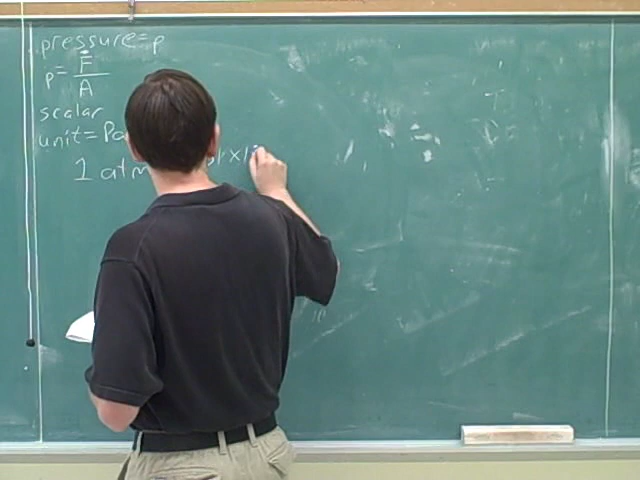 pressure = p
p = F / A
scalar
unit = Pa
1 atm